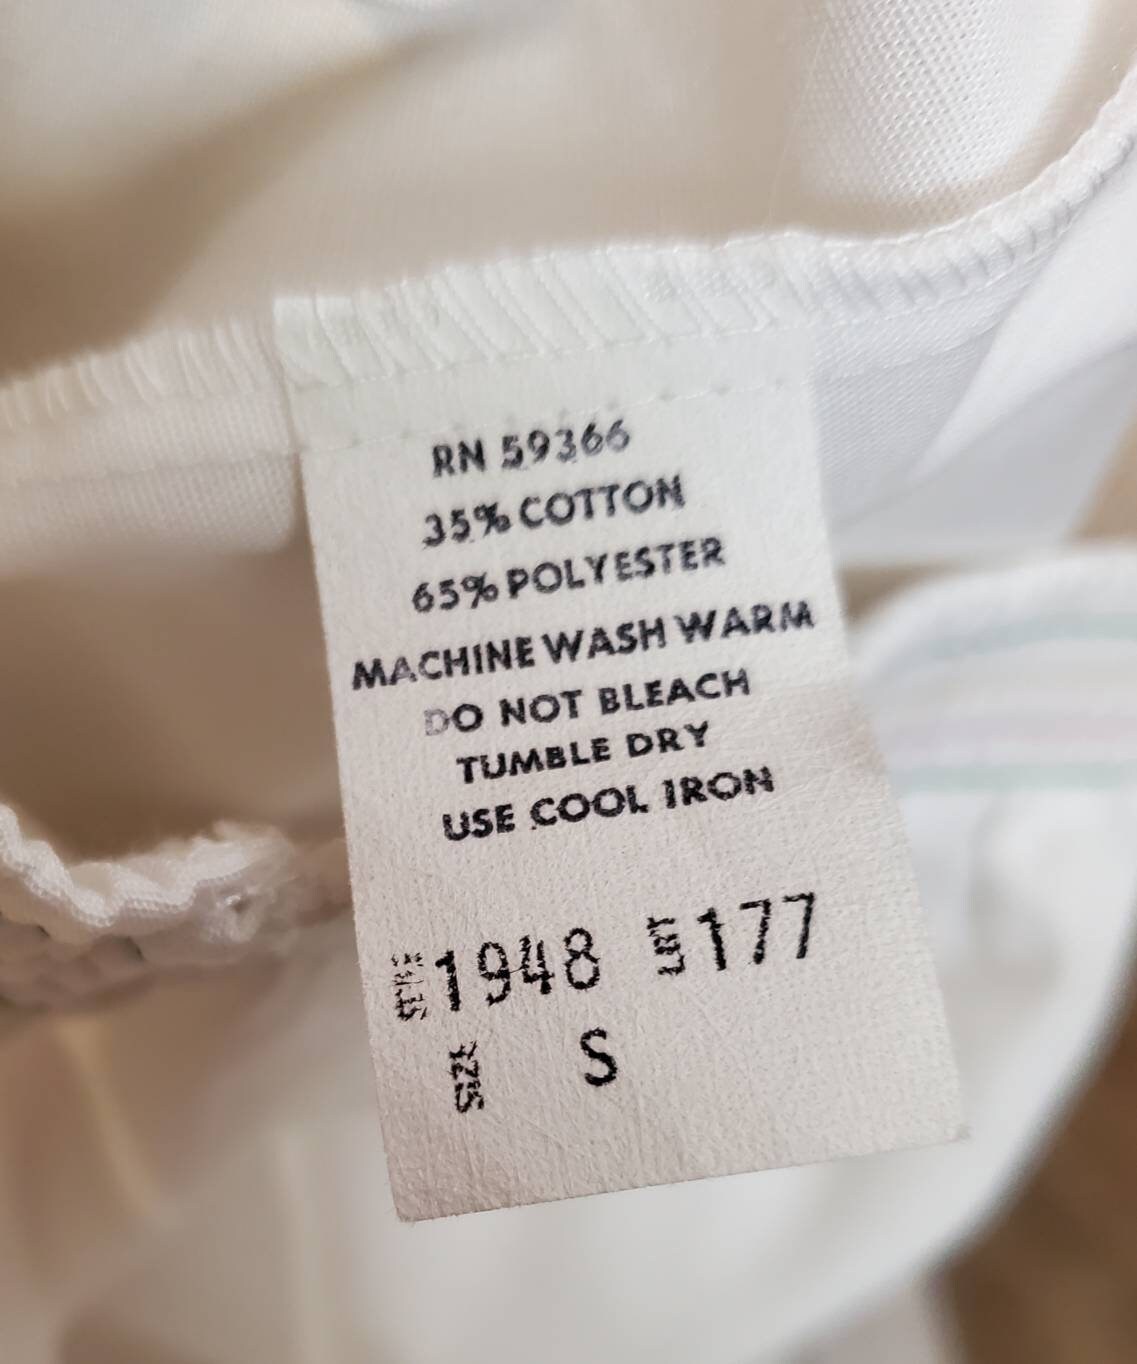 RN 59366
35% COTTON
65% POLYESTER
MACHINE WASH WARM
DO NOT BLEACH
TUMBLE DRY
USE COOL IRON
STYLE 1948 LOT 177
SIZE S